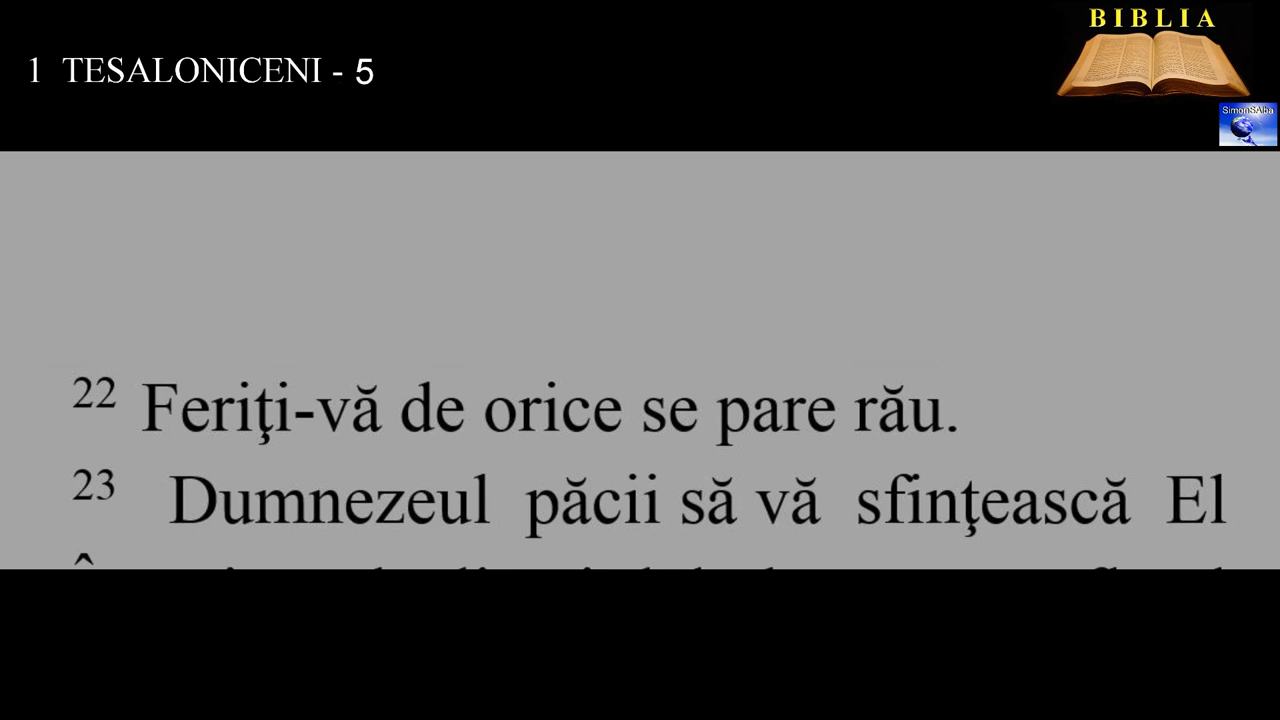 BIBLIA
1 TESALONICENI - 5
SimonSAlba
22 Feriţi-vă de orice se pare rău.
23 Dumnezeul păcii să vă sfinţească El